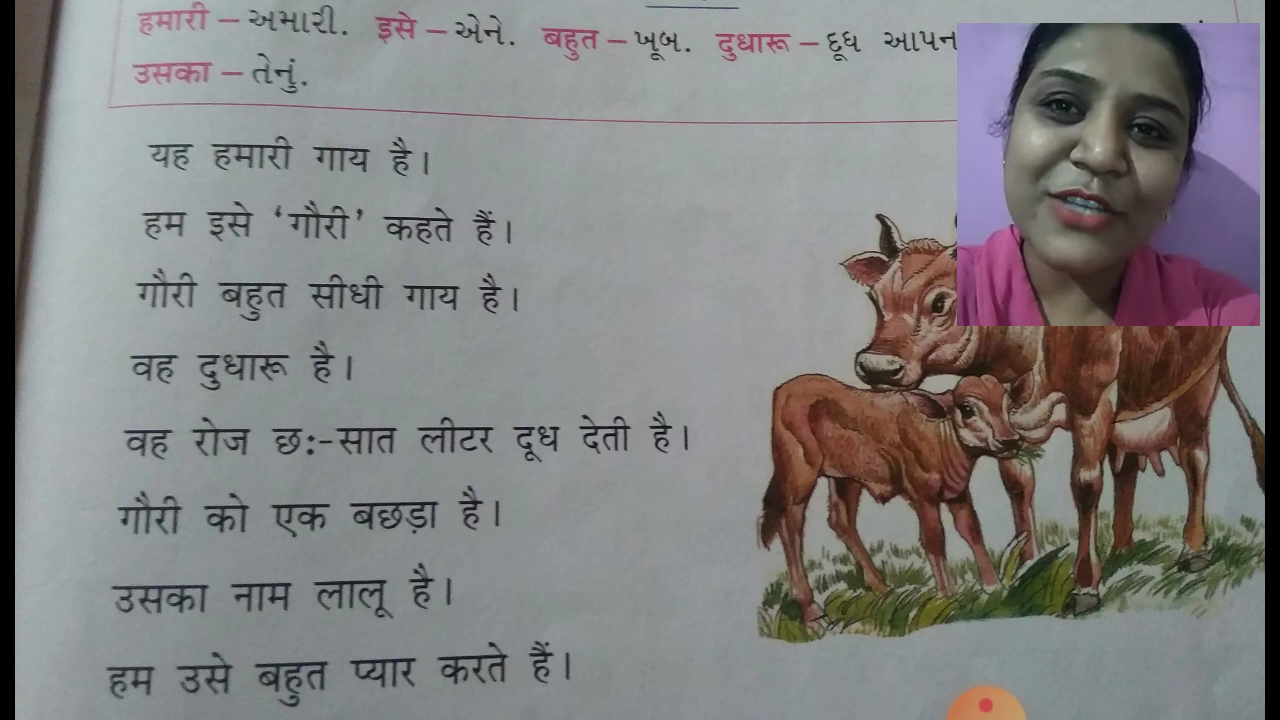 हमारी – અમારી. इसे – એને. बहुत – ખૂબ. दुधारू – દૂધ
उसका – તેનું.
यह हमारी गाय है।
हम इसे ‘गौरी’ कहते हैं।
गौरी बहुत सीधी गाय है।
वह दुधारू है।
वह रोज छः-सात लीटर दूध देती है।
गौरी को एक बछड़ा है।
उसका नाम लालू है।
हम उसे बहुत प्यार करते हैं।